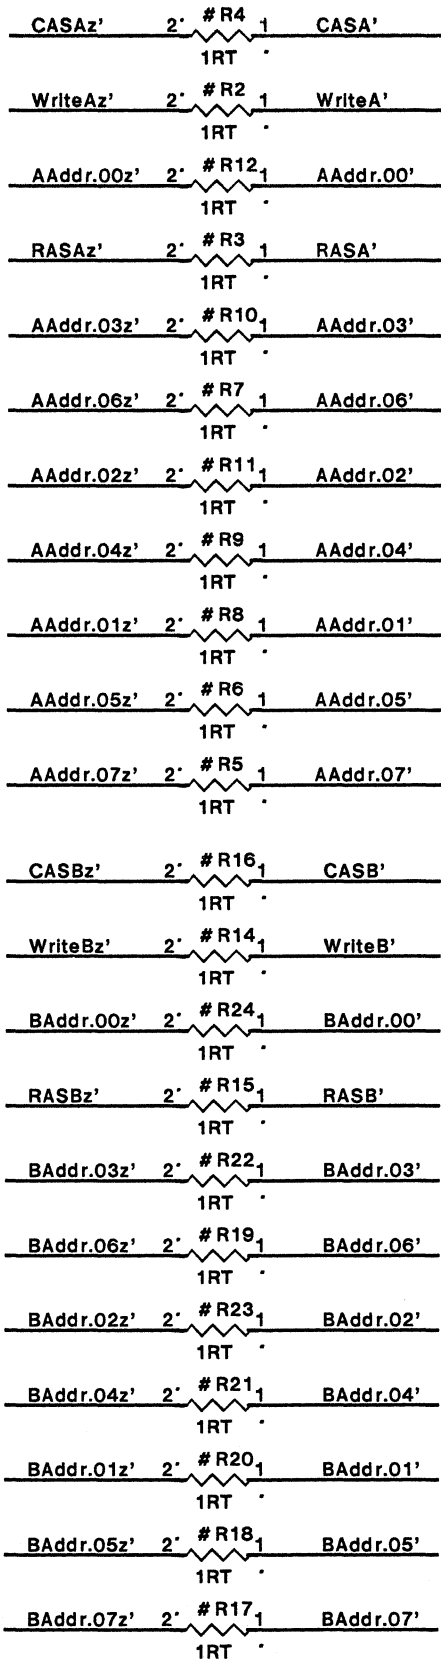 CASAz' 2 #R4 1 CASA'
1RT
WriteAz' 2 #R2 1 WriteA'
1RT
AAddr.00z' 2 #R12 1 AAddr.00'
1RT
RASAz' 2 #R3 1 RASA'
1RT
AAddr.03z' 2 #R10 1 AAddr.03'
1RT
AAddr.06z' 2 #R7 1 AAddr.06'
1RT
AAddr.02z' 2 #R11 1 AAddr.02'
1RT
AAddr.04z' 2 #R9 1 AAddr.04'
1RT
AAddr.01z' 2 #R8 1 AAddr.01'
1RT
AAddr.05z' 2 #R6 1 AAddr.05'
1RT
AAddr.07z' 2 #R5 1 AAddr.07'
1RT
CASBz' 2 #R16 1 CASB'
1RT
WriteBz' 2 #R14 1 WriteB'
1RT
BAddr.00z' 2 #R24 1 BAddr.00'
1RT
RASBz' 2 #R15 1 RASB'
1RT
BAddr.03z' 2 #R22 1 BAddr.03'
1RT
BAddr.06z' 2 #R19 1 BAddr.06'
1RT
BAddr.02z' 2 #R23 1 BAddr.02'
1RT
BAddr.04z' 2 #R21 1 BAddr.04'
1RT
BAddr.01z' 2 #R20 1 BAddr.01'
1RT
BAddr.05z' 2 #R18 1 BAddr.05'
1RT
BAddr.07z' 2 #R17 1 BAddr.07'
1RT